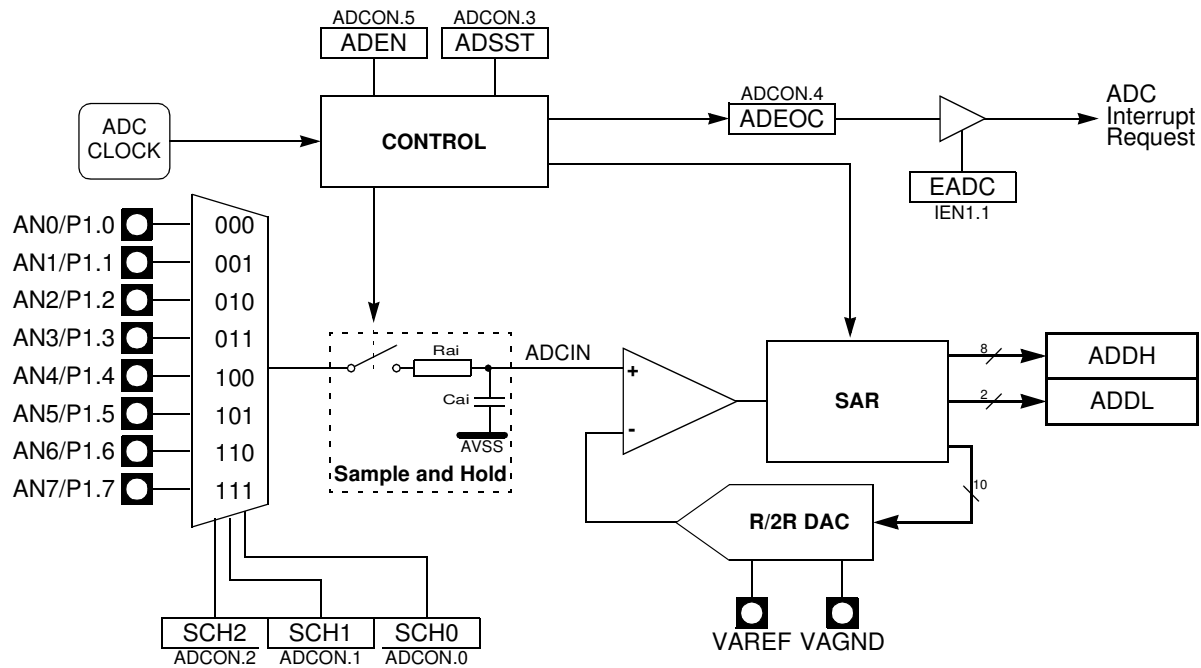 ADCON.5
ADEN
ADCON.3
ADSST
ADC
CLOCK
CONTROL
ADCON.4
ADEOC
ADC
Interrupt
Request
EADC
IEN1.1
AN0/P1.0
000
AN1/P1.1
001
AN2/P1.2
010
AN3/P1.3
011
AN4/P1.4
100
AN5/P1.5
101
AN6/P1.6
110
AN7/P1.7
111
Rai
Cai
AVSS
Sample and Hold
ADCIN
+
-
SAR
8
ADDH
2
ADDL
10
R/2R DAC
VAREF
VAGND
SCH2
SCH1
SCH0
ADCON.2
ADCON.1
ADCON.0